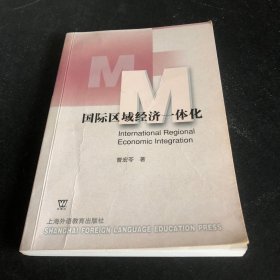 M
M
国际区域经济一体化
International Regional
Economic Integration
曹宏苓 著
上海外语教育出版社
SHANGHAI FOREIGN LANGUAGE EDUCATION PRESS